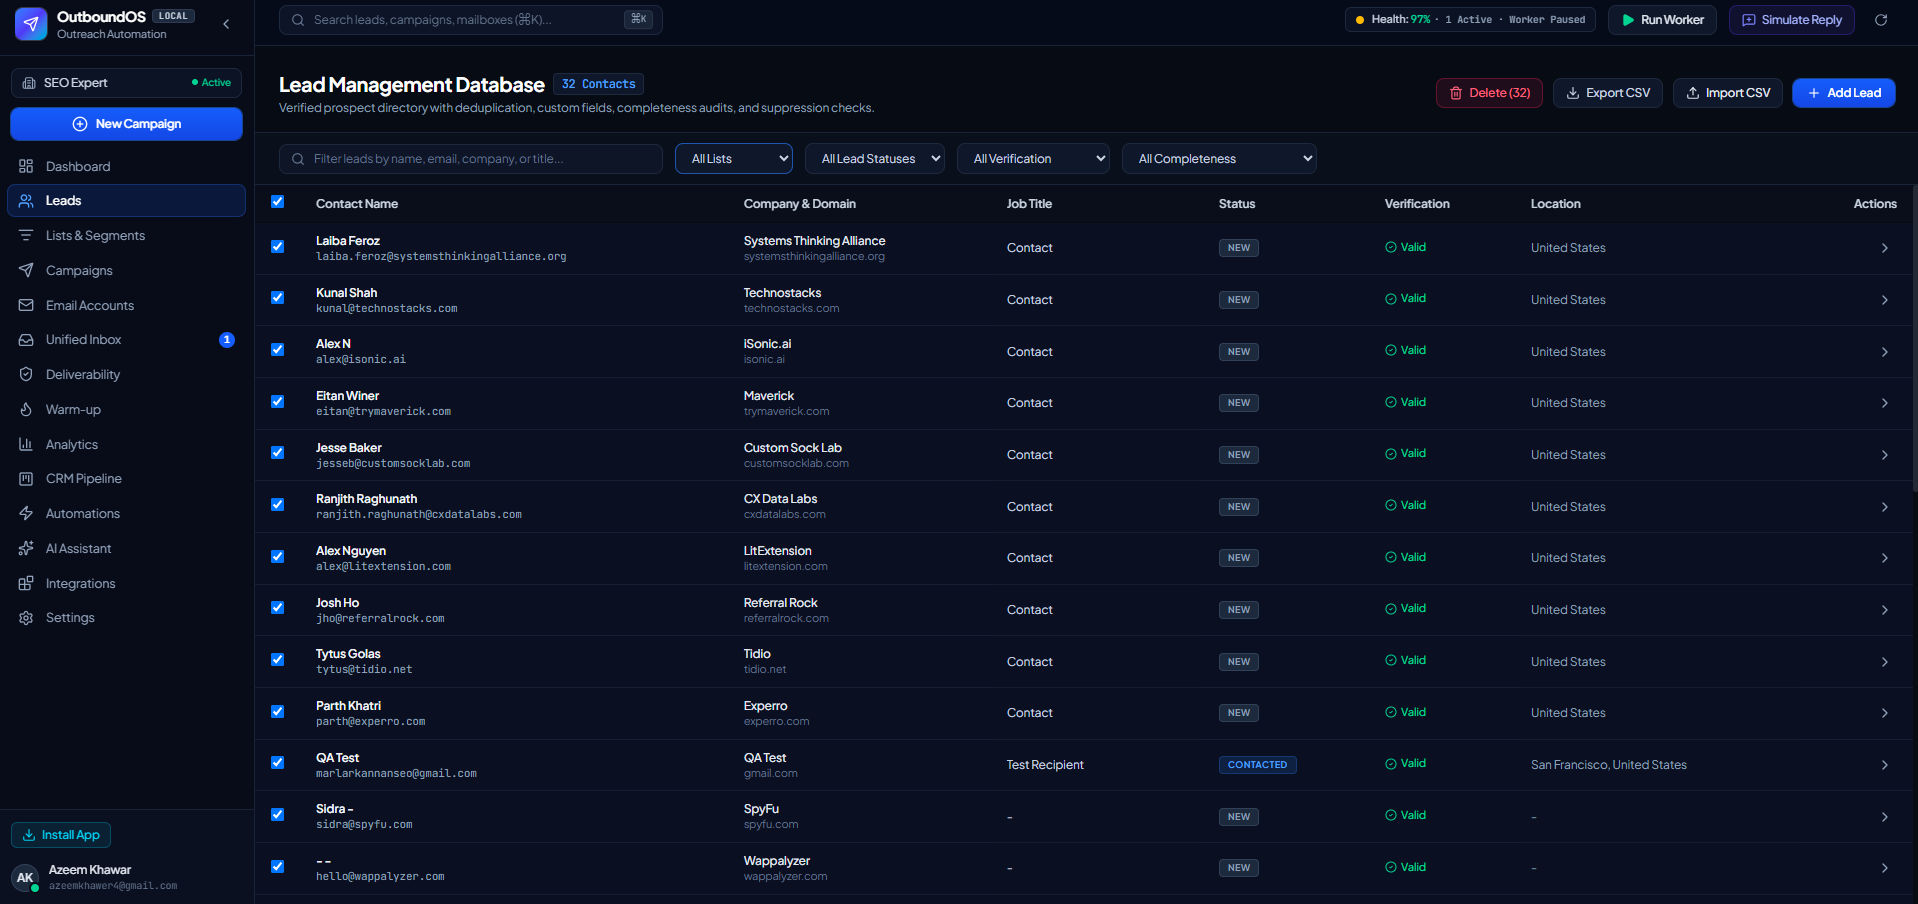 OutboundOS LOCAL
Outreach Automation
Search leads, campaigns, mailboxes (⌘K)...
⌘K
Health: 97% · 1 Active · Worker Paused
Run Worker
Simulate Reply
SEO Expert
Active
New Campaign
Dashboard
Leads
Lists & Segments
Campaigns
Email Accounts
Unified Inbox
1
Deliverability
Warm-up
Analytics
CRM Pipeline
Automations
AI Assistant
Integrations
Settings
Install App
AK
Azeem Khawar
azeemkhawer4@gmail.com
Lead Management Database 32 Contacts
Verified prospect directory with deduplication, custom fields, completeness audits, and suppression checks.
Delete (32)
Export CSV
Import CSV
Add Lead
Filter leads by name, email, company, or title...
All Lists
All Lead Statuses
All Verification
All Completeness
Contact Name Company & Domain Job Title Status Verification Location Actions
Laiba Feroz Systems Thinking Alliance
laiba.feroz@systemsthinkingalliance.org systemsthinkingalliance.org
Contact NEW Valid United States
Kunal Shah Technostacks
kunal@technostacks.com technostacks.com
Contact NEW Valid United States
Alex N iSonic.ai
alex@isonic.ai isonic.ai
Contact NEW Valid United States
Eitan Winer Maverick
eitan@trymaverick.com trymaverick.com
Contact NEW Valid United States
Jesse Baker Custom Sock Lab
jesseb@customsocklab.com customsocklab.com
Contact NEW Valid United States
Ranjith Raghunath CX Data Labs
ranjith.raghunath@cxdatalabs.com cxdatalabs.com
Contact NEW Valid United States
Alex Nguyen LitExtension
alex@litextension.com litextension.com
Contact NEW Valid United States
Josh Ho Referral Rock
jho@referralrock.com referralrock.com
Contact NEW Valid United States
Tytus Golas Tidio
tytus@tidio.net tidio.net
Contact NEW Valid United States
Parth Khatri Experro
parth@experro.com experro.com
Contact NEW Valid United States
QA Test QA Test
marlarkannanseo@gmail.com gmail.com
Test Recipient CONTACTED Valid San Francisco, United States
Sidra - SpyFu
sidra@spyfu.com spyfu.com
- NEW Valid -
- - Wappalyzer
hello@wappalyzer.com wappalyzer.com
- NEW Valid -